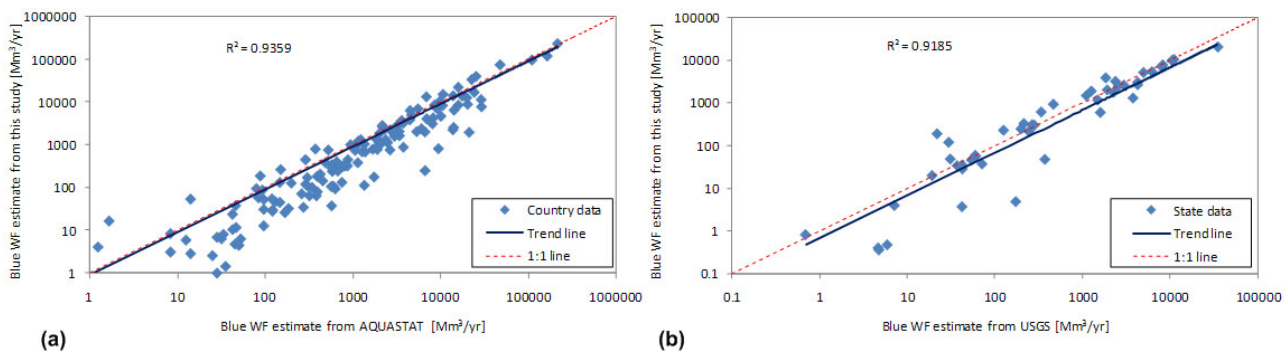 Blue WF estimate from this study [Mm³/yr]
1000000
100000
10000
1000
100
10
1
R² = 0.9359
Country data
Trend line
1:1 line
1
10
100
1000
10000
100000
1000000
Blue WF estimate from AQUASTAT [Mm³/yr]
(a)
Blue WF estimate from this study [Mm³/yr]
100000
10000
1000
100
10
1
0.1
R² = 0.9185
State data
Trend line
1:1 line
0.1
1
10
100
1000
10000
100000
Blue WF estimate from USGS [Mm³/yr]
(b)